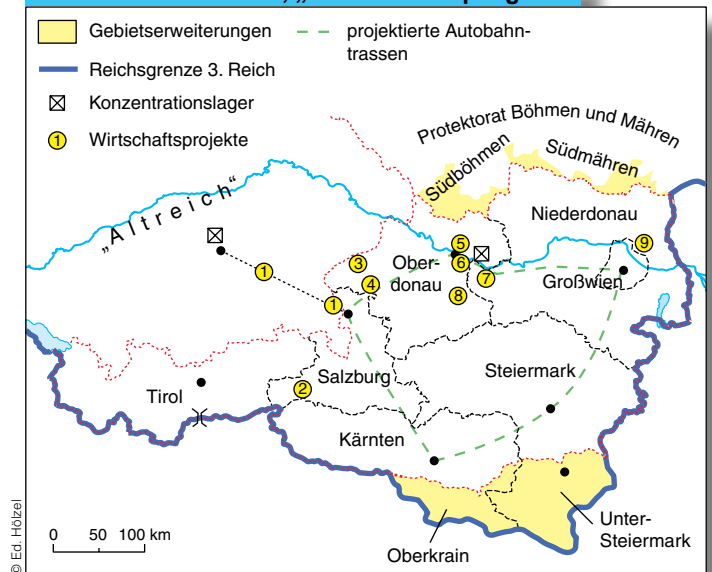 Gebietserweiterungen
projektierte Autobahn-
trassen
Reichsgrenze 3. Reich
Konzentrationslager
1 Wirtschaftsprojekte
Protektorat Böhmen und Mähren
Südböhmen
Südmähren
„Altreich"
Niederdonau
5
9
3
6
Ober-
donau
1
4
7
Großwien
8
1
Salzburg
Steiermark
2
Tirol
Kärnten
Unter-
Steiermark
Oberkrain
0 50 100 km
© Ed. Hölzel